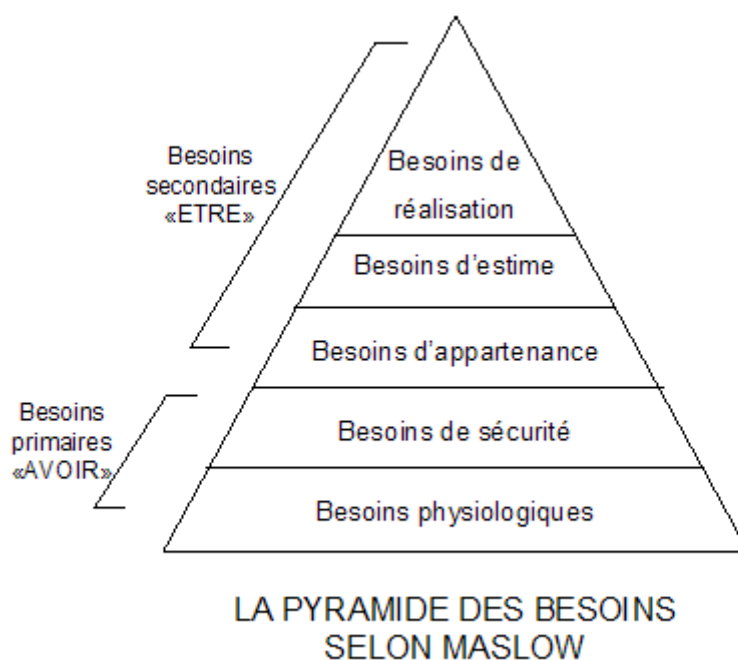 Besoins
secondaires
«ETRE»
Besoins de
réalisation
Besoins d'estime
Besoins d'appartenance
Besoins
primaires
«AVOIR»
Besoins de sécurité
Besoins physiologiques
LA PYRAMIDE DES BESOINS
SELON MASLOW